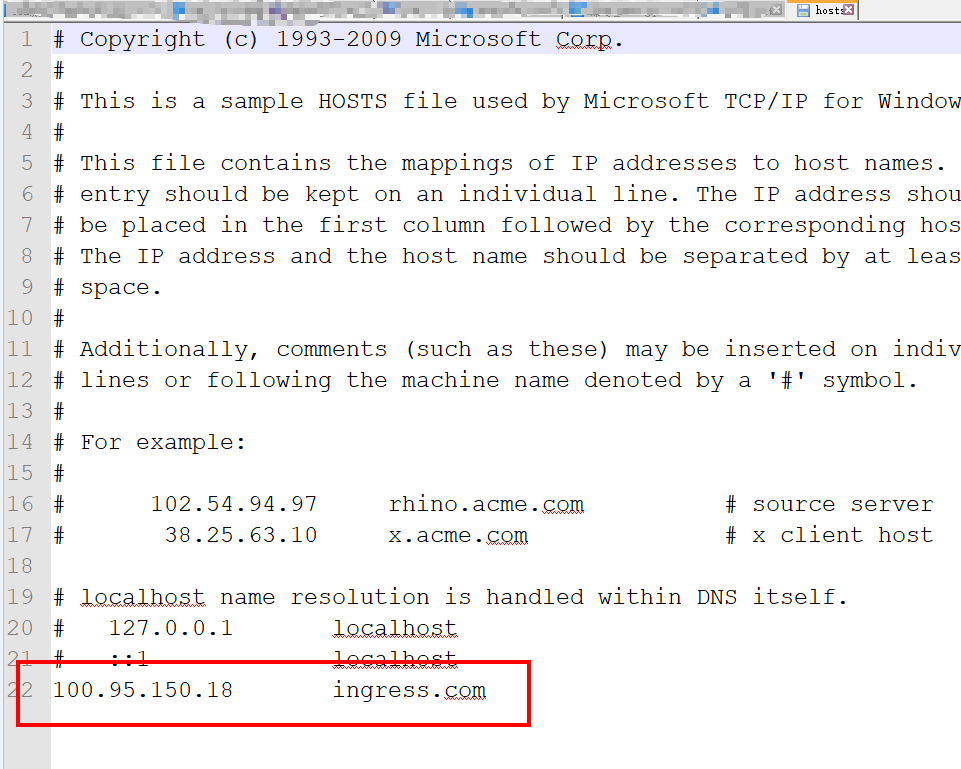 hosts
1 # Copyright (c) 1993-2009 Microsoft Corp.
2 #
3 # This is a sample HOSTS file used by Microsoft TCP/IP for Window
4 #
5 # This file contains the mappings of IP addresses to host names.
6 # entry should be kept on an individual line. The IP address shou
7 # be placed in the first column followed by the corresponding hos
8 # The IP address and the host name should be separated by at leas
9 # space.
10 #
11 # Additionally, comments (such as these) may be inserted on indiv
12 # lines or following the machine name denoted by a '#' symbol.
13 #
14 # For example:
15 #
16 # 102.54.94.97 rhino.acme.com # source server
17 # 38.25.63.10 x.acme.com # x client host
18
19 # localhost name resolution is handled within DNS itself.
20 # 127.0.0.1 localhost
21 # ::1 localhost
22 100.95.150.18 ingress.com